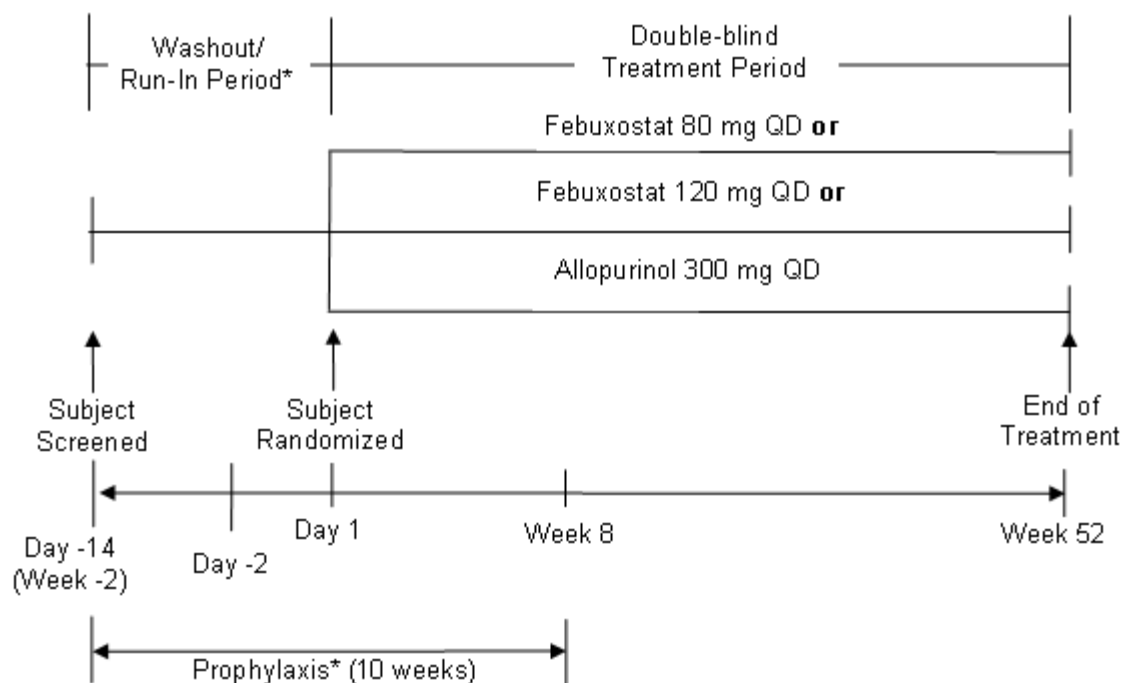 Washout/
Run-In Period*
Double-blind
Treatment Period
Febuxostat 80 mg QD or
Febuxostat 120 mg QD or
Allopurinol 300 mg QD
Subject
Screened
Subject
Randomized
End of
Treatment
Day -14
(Week -2)
Day -2
Day 1
Week 8
Week 52
Prophylaxis* (10 weeks)